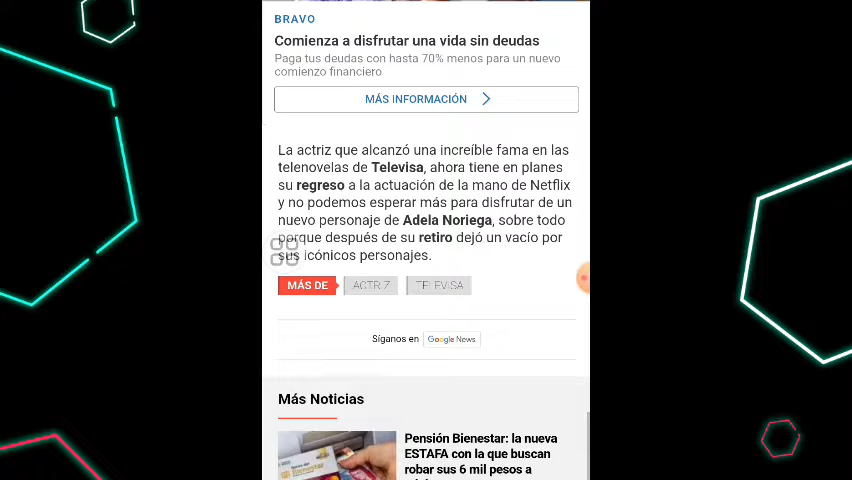 BRAVO
Comienza a disfrutar una vida sin deudas
Paga tus deudas con hasta 70% menos para un nuevo
comienzo financiero
MÁS INFORMACIÓN
La actriz que alcanzó una increíble fama en las
telenovelas de Televisa, ahora tiene en planes
su regreso a la actuación de la mano de Netflix
y no podemos esperar más para disfrutar de un
nuevo personaje de Adela Noriega, sobre todo
porque después de su retiro dejó un vacío por
sus icónicos personajes.
MÁS DE ACTRIZ TELEVISA
Síganos en Google News
Más Noticias
Pensión Bienestar: la nueva
ESTAFA con la que buscan
robar sus 6 mil pesos a
Bienestar